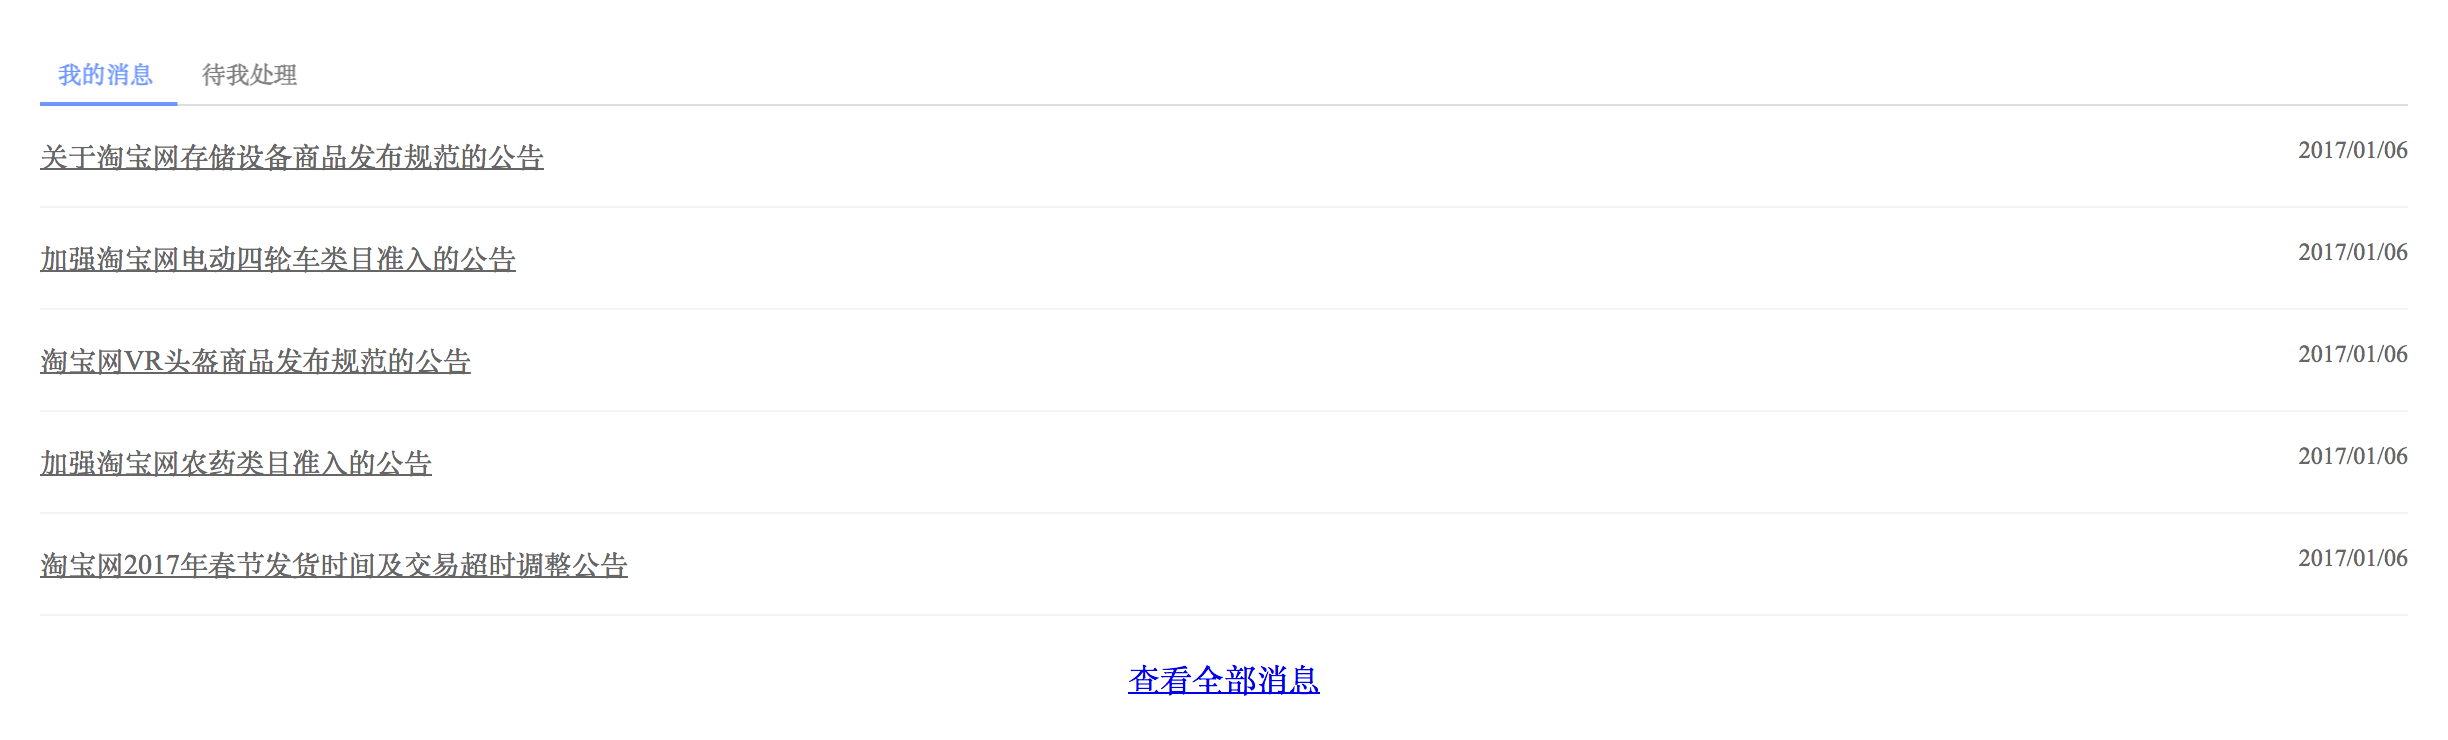 我的消息 待我处理
关于淘宝网存储设备商品发布规范的公告 2017/01/06
加强淘宝网电动四轮车类目准入的公告 2017/01/06
淘宝网VR头盔商品发布规范的公告 2017/01/06
加强淘宝网农药类目准入的公告 2017/01/06
淘宝网2017年春节发货时间及交易超时调整公告 2017/01/06
查看全部消息